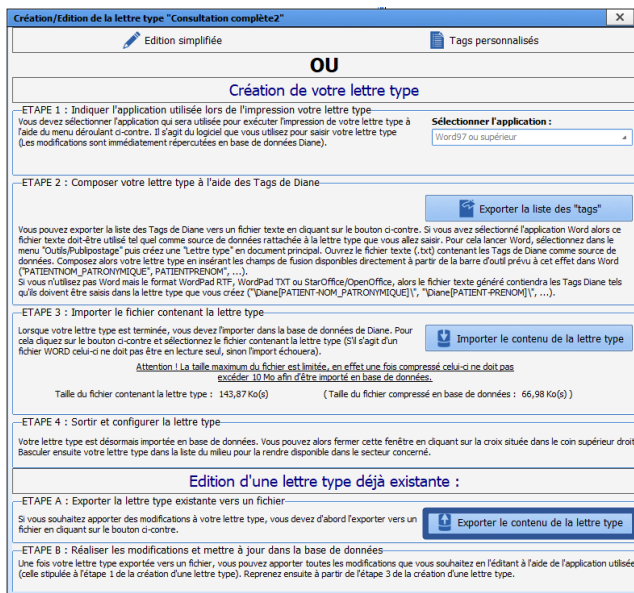 Création/Edition de la lettre type "Consultation complète2"
Edition simplifiée
Tags personnalisés
OU
Création de votre lettre type
ETAPE 1 : Indiquer l'application utilisée lors de l'impression votre lettre type
Vous devez sélectionner l'application qui sera utilisée pour exécuter l'impression de votre lettre type à
l'aide du menu déroulant ci-contre. Il s'agit du logiciel que vous utilisez pour saisir votre lettre type
(Les modifications sont immédiatement répercutées en base de données Diane).
Sélectionner l'application :
Word97 ou supérieur
ETAPE 2 : Composer votre lettre type à l'aide des Tags de Diane
Exporter la liste des "tags"
Vous pouvez exporter la liste des Tags de Diane vers un fichier texte en cliquant sur le bouton ci-contre. Si vous avez sélectionné l'application Word alors ce
fichier texte doit-être utilisé tel quel comme source de données rattachée à la lettre type que vous allez saisir. Pour cela lancer Word, sélectionnez dans le
menu "Outils/Publipostage" puis créez une "Lettre type" en document principal. Ouvrez le fichier texte (.txt) contenant les Tags de Diane comme source de
données. Composez alors votre lettre type en insérant les champs de fusion disponibles directement à partir de la barre d'outil prévu à cet effet dans Word
("PATIENTNOM_PATRONYMIQUE", PATIENTPRENOM", ...).
Si vous n'utilisez pas Word mais le format WordPad RTF, WordPad TXT ou StarOffice/OpenOffice, alors le fichier texte généré contiendra les Tags Diane tels
qu'ils doivent être saisis dans la lettre type que vous créez ("\Diane[PATIENT-NOM_PATRONYMIQUE]\", "\Diane[PATIENT-PRENOM]\", ...).
ETAPE 3 : Importer le fichier contenant la lettre type
Lorsque votre lettre type est terminée, vous devez l'importer dans la base de données de Diane. Pour
cela cliquez sur le bouton ci-contre et sélectionnez le fichier contenant la lettre type (S'il s'agit d'un
fichier WORD celui-ci ne doit pas être en lecture seul, sinon l'import échouera).
Importer le contenu de la lettre type
Attention ! La taille maximum du fichier est limitée, en effet une fois compressé celui-ci ne doit pas
excéder 10 Mo afin d'être importé en base de données.
Taille du fichier contenant la lettre type : 143,87 Ko(s)
( Taille du fichier compressé en base de données : 66,98 Ko(s) )
ETAPE 4 : Sortir et configurer la lettre type
Votre lettre type est désormais importée en base de données. Vous pouvez alors fermer cette fenêtre en cliquant sur la croix située dans le coin supérieur droit
Basculer ensuite votre lettre type dans la liste du milieu pour la rendre disponible dans le secteur concerné.
Edition d'une lettre type déjà existante :
ETAPE A : Exporter la lettre type existante vers un fichier
Si vous souhaitez apporter des modifications à votre lettre type, vous devez d'abord l'exporter vers un
fichier en cliquant sur le bouton ci-contre.
Exporter le contenu de la lettre type
ETAPE B : Réaliser les modifications et mettre à jour dans la base de données
Une fois votre lettre type exportée vers un fichier, vous pouvez apporter toutes les modifications que vous souhaitez en l'éditant à l'aide de l'application utilisée
(celle stipulée à l'étape 1 de la création d'une lettre type). Reprenez ensuite à partir de l'étape 3 de la création d'une lettre type.